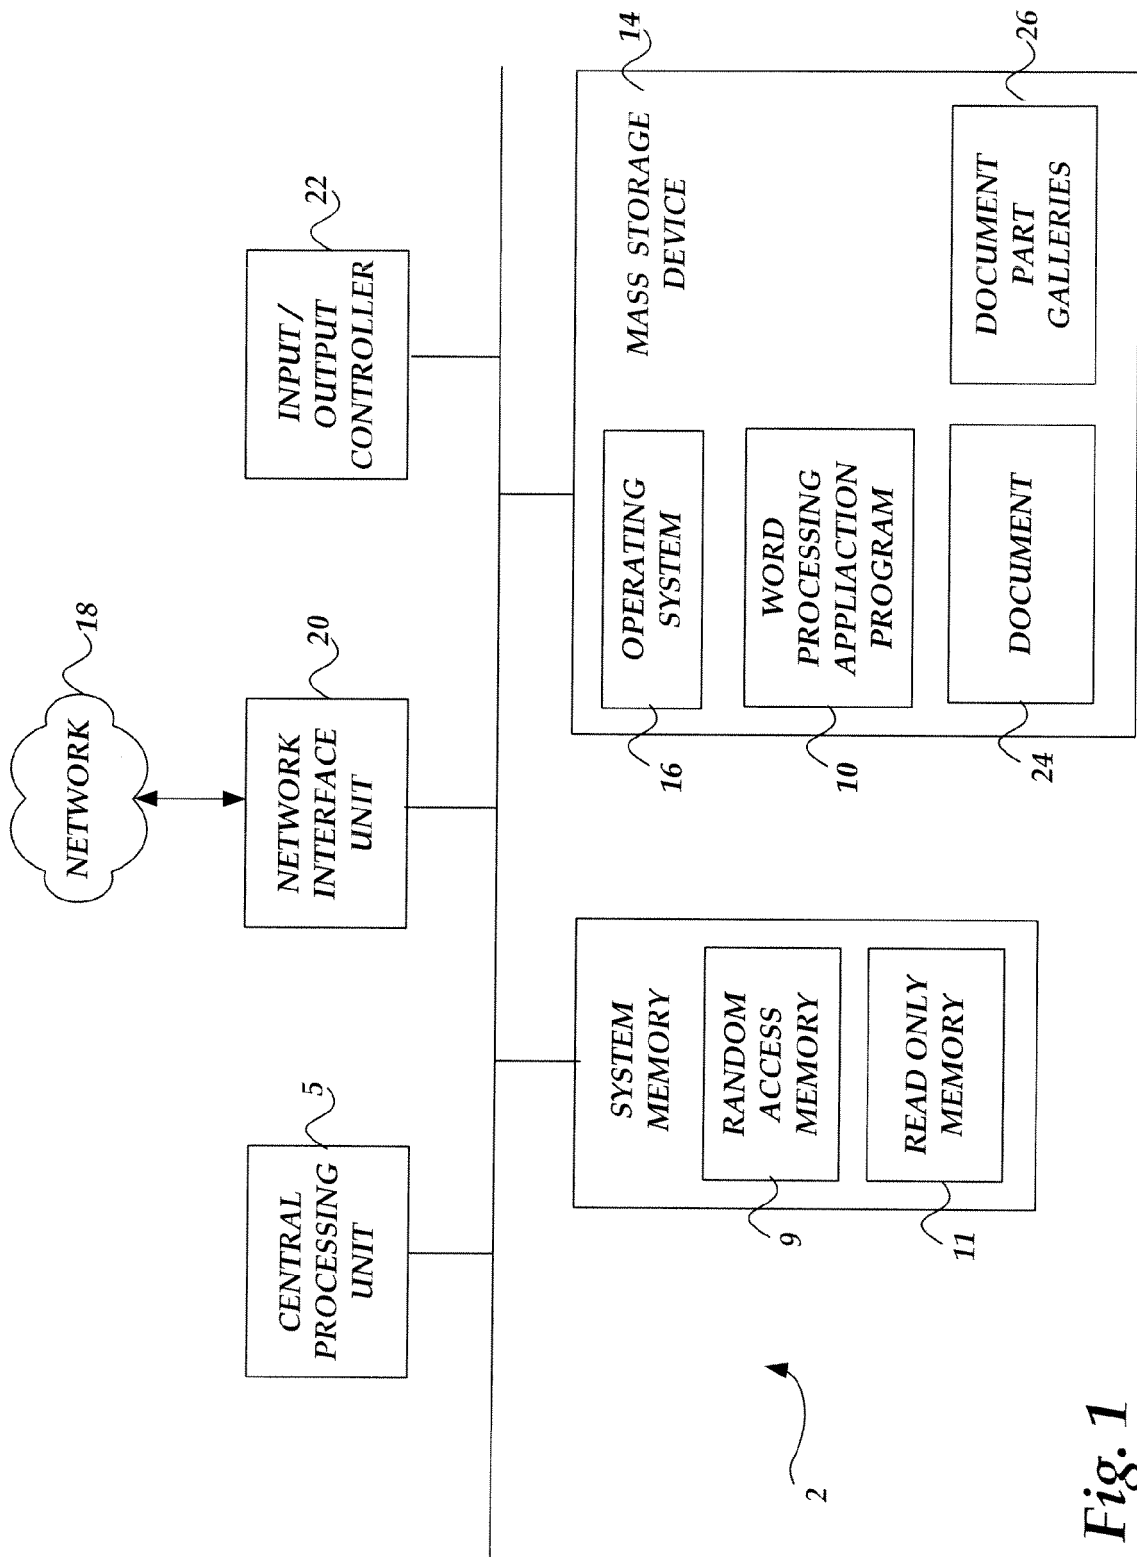 NETWORK
18
CENTRAL
PROCESSING
UNIT
5
NETWORK
INTERFACE
UNIT
20
INPUT/
OUTPUT
CONTROLLER
22
SYSTEM
MEMORY
RANDOM
ACCESS
MEMORY
9
READ ONLY
MEMORY
11
MASS STORAGE
DEVICE
14
OPERATING
SYSTEM
16
WORD
PROCESSING
APPLIACTION
PROGRAM
10
DOCUMENT
24
DOCUMENT
PART
GALLERIES
26
2
Fig. 1